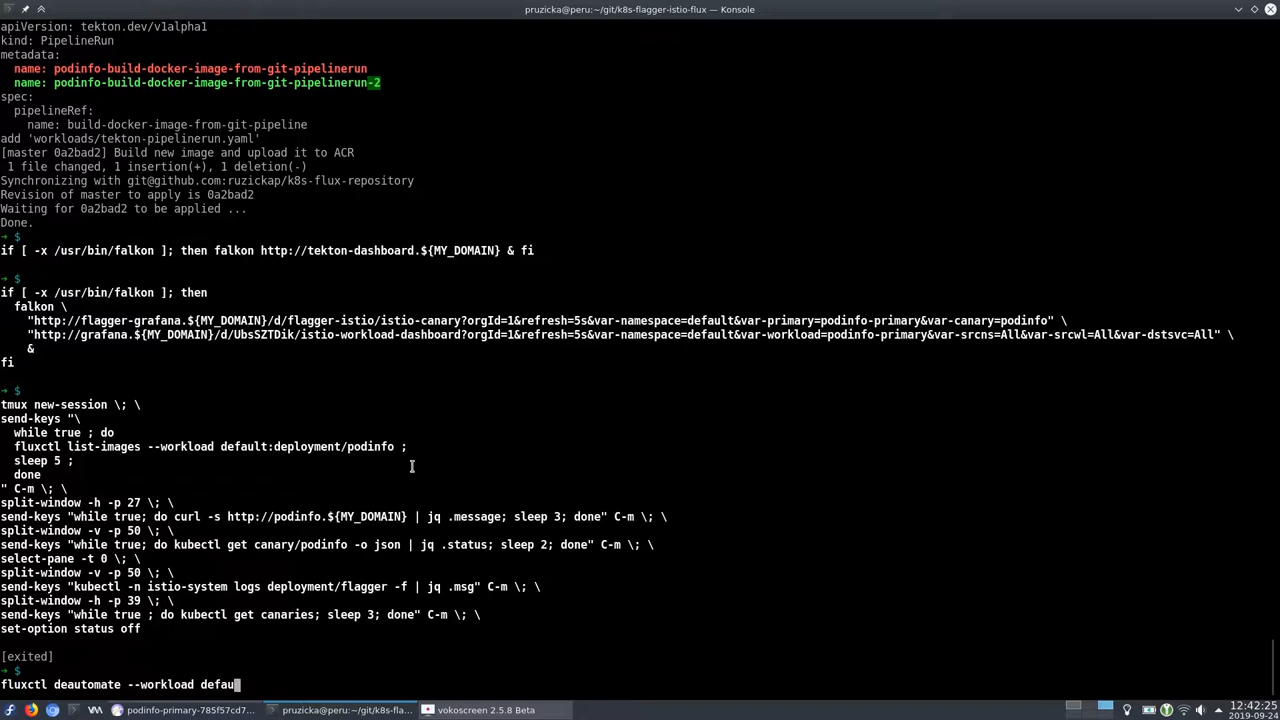 pruzicka@peru:~/git/k8s-flagger-istio-flux — Konsole
apiVersion: tekton.dev/v1alpha1
kind: PipelineRun
metadata:
  name: podinfo-build-docker-image-from-git-pipelinerun
  name: podinfo-build-docker-image-from-git-pipelinerun-2
spec:
  pipelineRef:
    name: build-docker-image-from-git-pipeline
add 'workloads/tekton-pipelinerun.yaml'
[master 0a2bad2] Build new image and upload it to ACR
 1 file changed, 1 insertion(+), 1 deletion(-)
Synchronizing with git@github.com:ruzickap/k8s-flux-repository
Revision of master to apply is 0a2bad2
Waiting for 0a2bad2 to be applied ...
Done.
➜ $
if [ -x /usr/bin/falkon ]; then falkon http://tekton-dashboard.${MY_DOMAIN} & fi
➜ $
if [ -x /usr/bin/falkon ]; then
  falkon \
    "http://flagger-grafana.${MY_DOMAIN}/d/flagger-istio/istio-canary?orgId=1&refresh=5s&var-namespace=default&var-primary=podinfo-primary&var-canary=podinfo" \
    "http://grafana.${MY_DOMAIN}/d/UbsSZTDik/istio-workload-dashboard?orgId=1&refresh=5s&var-namespace=default&var-workload=podinfo-primary&var-srcns=All&var-srcwl=All&var-dstsvc=All" \
    &
fi
➜ $
tmux new-session \; \
send-keys "\
  while true ; do
  fluxctl list-images --workload default:deployment/podinfo ;
  sleep 5 ;
  done
" C-m \; \
split-window -h -p 27 \; \
send-keys "while true; do curl -s http://podinfo.${MY_DOMAIN} | jq .message; sleep 3; done" C-m \; \
split-window -v -p 50 \; \
send-keys "while true; do kubectl get canary/podinfo -o json | jq .status; sleep 2; done" C-m \; \
select-pane -t 0 \; \
split-window -v -p 50 \; \
send-keys "kubectl -n istio-system logs deployment/flagger -f | jq .msg" C-m \; \
split-window -h -p 39 \; \
send-keys "while true ; do kubectl get canaries; sleep 3; done" C-m \; \
set-option status off
[exited]
➜ $
fluxctl deautomate --workload defau
podinfo-primary-785f57cd7...
pruzicka@peru:~/git/k8s-fla...
vokoscreen 2.5.8 Beta
12:42:25
2019-09-24